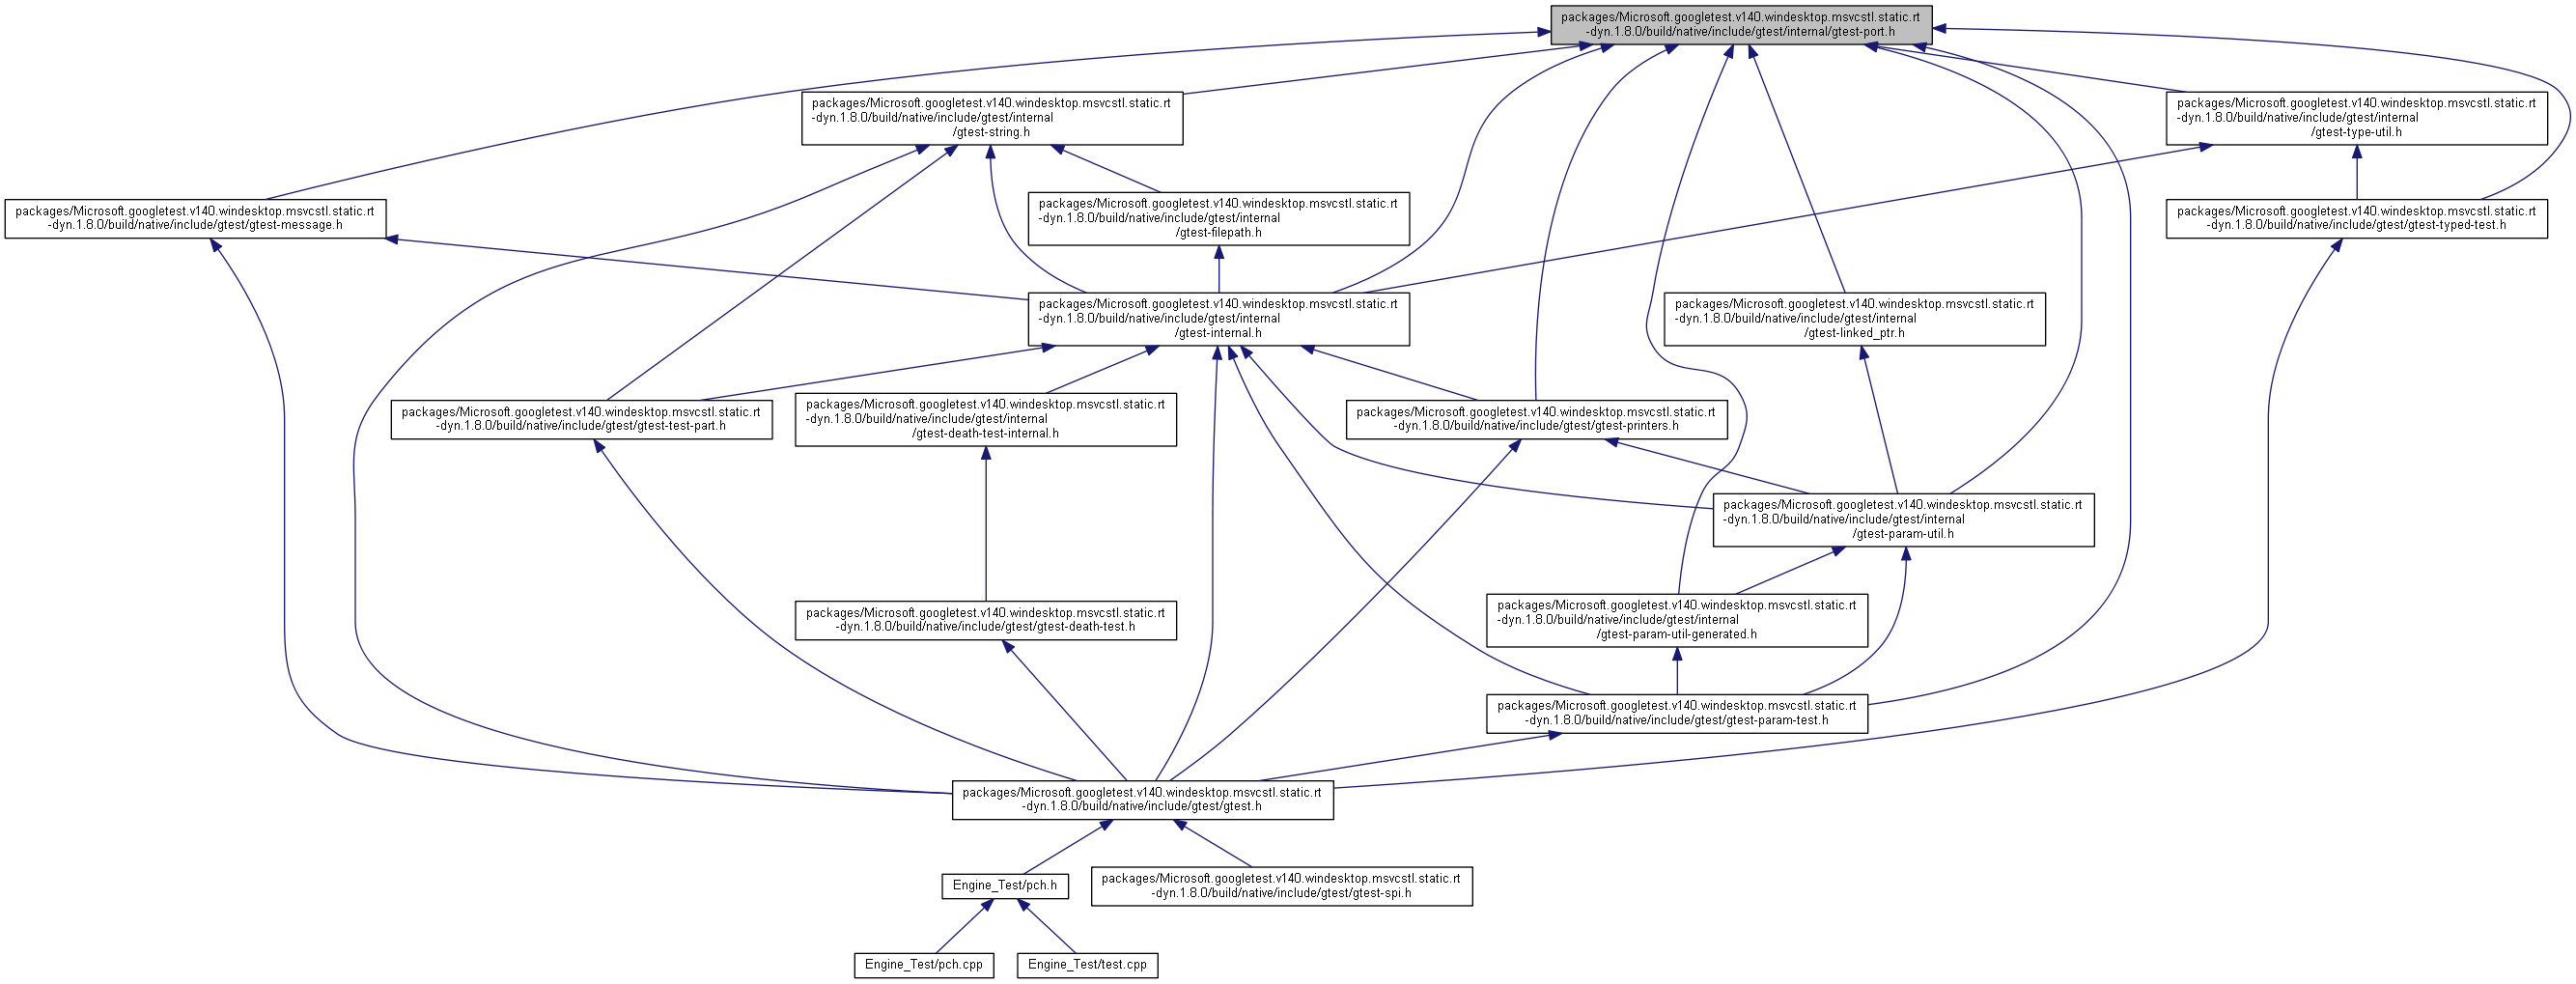 packages/Microsoft.googletest.v140.windesktop.msvcstl.static.rt
-dyn.1.8.0/build/native/include/gtest/internal/gtest-port.h
packages/Microsoft.googletest.v140.windesktop.msvcstl.static.rt
-dyn.1.8.0/build/native/include/gtest/internal
/gtest-string.h
packages/Microsoft.googletest.v140.windesktop.msvcstl.static.rt
-dyn.1.8.0/build/native/include/gtest/internal
/gtest-type-util.h
packages/Microsoft.googletest.v140.windesktop.msvcstl.static.rt
-dyn.1.8.0/build/native/include/gtest/gtest-message.h
packages/Microsoft.googletest.v140.windesktop.msvcstl.static.rt
-dyn.1.8.0/build/native/include/gtest/internal
/gtest-filepath.h
packages/Microsoft.googletest.v140.windesktop.msvcstl.static.rt
-dyn.1.8.0/build/native/include/gtest/gtest-typed-test.h
packages/Microsoft.googletest.v140.windesktop.msvcstl.static.rt
-dyn.1.8.0/build/native/include/gtest/internal
/gtest-internal.h
packages/Microsoft.googletest.v140.windesktop.msvcstl.static.rt
-dyn.1.8.0/build/native/include/gtest/internal
/gtest-linked_ptr.h
packages/Microsoft.googletest.v140.windesktop.msvcstl.static.rt
-dyn.1.8.0/build/native/include/gtest/gtest-test-part.h
packages/Microsoft.googletest.v140.windesktop.msvcstl.static.rt
-dyn.1.8.0/build/native/include/gtest/internal
/gtest-death-test-internal.h
packages/Microsoft.googletest.v140.windesktop.msvcstl.static.rt
-dyn.1.8.0/build/native/include/gtest/gtest-printers.h
packages/Microsoft.googletest.v140.windesktop.msvcstl.static.rt
-dyn.1.8.0/build/native/include/gtest/internal
/gtest-param-util.h
packages/Microsoft.googletest.v140.windesktop.msvcstl.static.rt
-dyn.1.8.0/build/native/include/gtest/gtest-death-test.h
packages/Microsoft.googletest.v140.windesktop.msvcstl.static.rt
-dyn.1.8.0/build/native/include/gtest/internal
/gtest-param-util-generated.h
packages/Microsoft.googletest.v140.windesktop.msvcstl.static.rt
-dyn.1.8.0/build/native/include/gtest/gtest-param-test.h
packages/Microsoft.googletest.v140.windesktop.msvcstl.static.rt
-dyn.1.8.0/build/native/include/gtest/gtest.h
Engine_Test/pch.h
packages/Microsoft.googletest.v140.windesktop.msvcstl.static.rt
-dyn.1.8.0/build/native/include/gtest/gtest-spi.h
Engine_Test/pch.cpp
Engine_Test/test.cpp